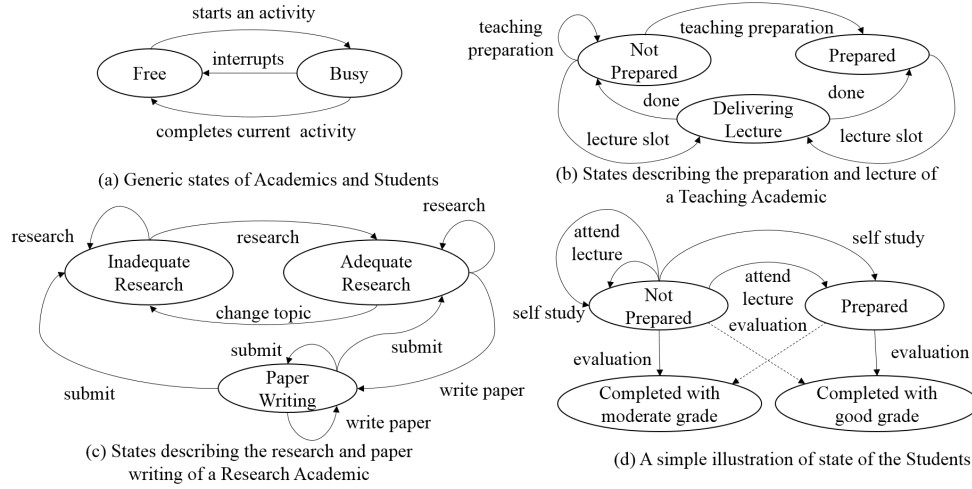 starts an activity
Free
interrupts
Busy
completes current activity
(a) Generic states of Academics and Students
teaching
preparation
teaching preparation
Not
Prepared
Prepared
done
done
Delivering
Lecture
lecture slot
lecture slot
(b) States describing the preparation and lecture of
a Teaching Academic
research
research
research
Inadequate
Research
Adequate
Research
change topic
submit
submit
submit
Paper
Writing
write paper
write paper
(c) States describing the research and paper
writing of a Research Academic
attend
lecture
self study
attend
lecture
self study
Not
Prepared
Prepared
evaluation
evaluation
evaluation
Completed with
moderate grade
Completed with
good grade
(d) A simple illustration of state of the Students